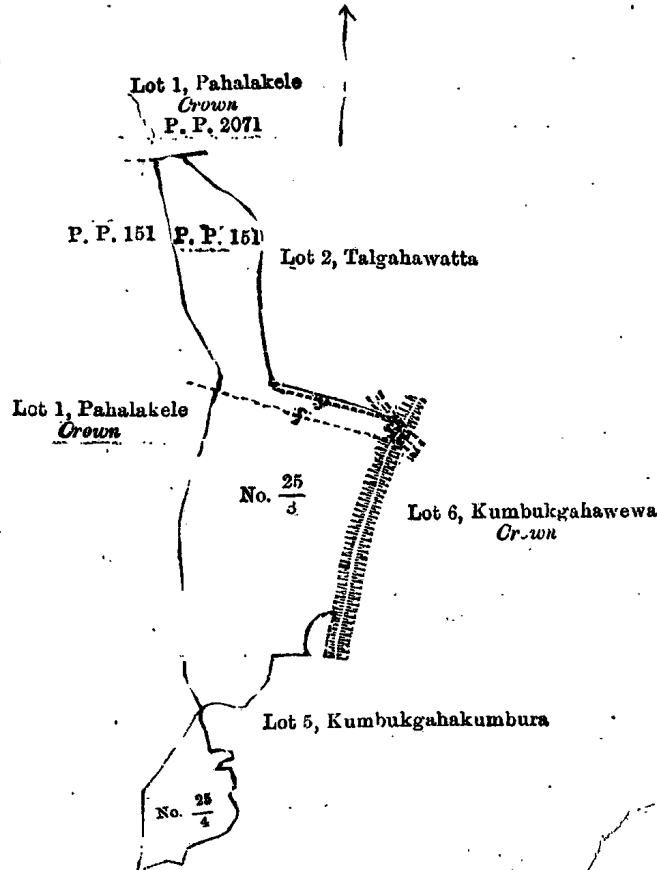 Lot 1, Pahalakele
Crown
P. P. 2071
P. P. 151 P. P. 151
Lot 2, Talgahawatta
Lot 1, Pahalakele
Crown
No. 25/3
Lot 6, Kumbukgahawewa
Crown
Lot 5, Kumbukgahakumbura
No. 25/4